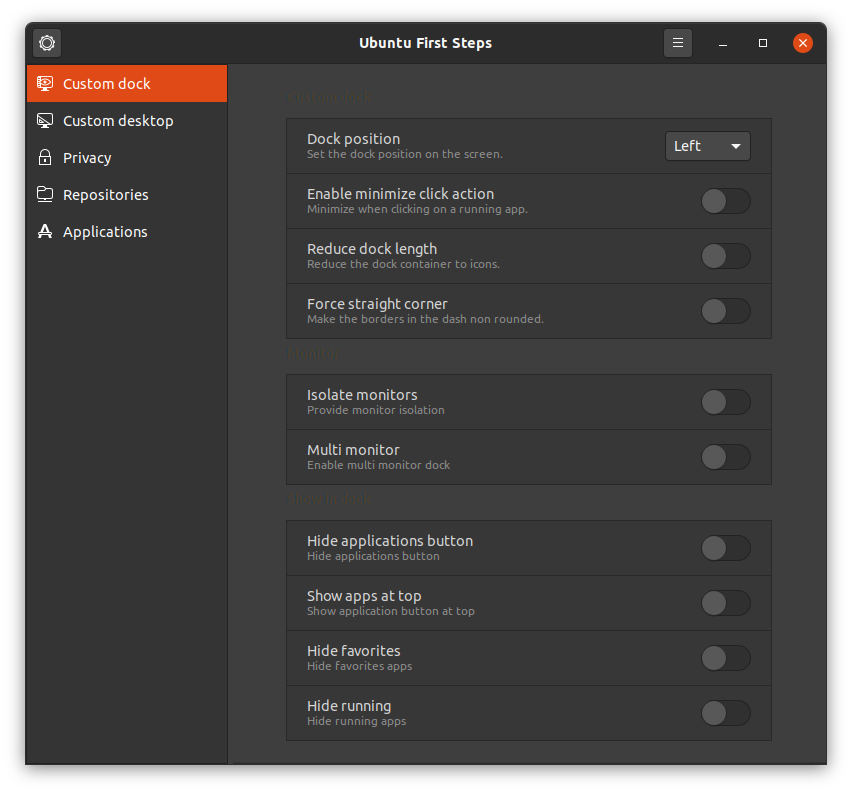 Ubuntu First Steps
Custom dock
Custom desktop
Privacy
Repositories
Applications
Custom dock
Dock position
Left
Set the dock position on the screen.
Enable minimize click action
Minimize when clicking on a running app.
Reduce dock length
Reduce the dock container to icons.
Force straight corner
Make the borders in the dash non rounded.
Monitor
Isolate monitors
Provide monitor isolation
Multi monitor
Enable multi monitor dock
Hide applications button
Hide applications button
Show apps at top
Show application button at top
Hide favorites
Hide favorites apps
Hide running
Hide running apps